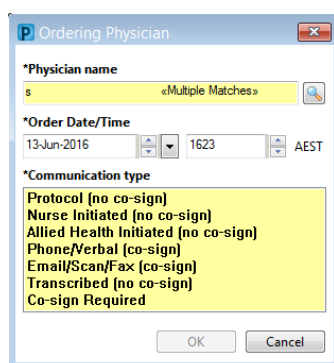 P Ordering Physician
*Physician name
s «Multiple Matches»
*Order Date/Time
13-Jun-2016 1623 AEST
*Communication type
Protocol (no co-sign)
Nurse Initiated (no co-sign)
Allied Health Initiated (no co-sign)
Phone/Verbal (co-sign)
Email/Scan/Fax (co-sign)
Transcribed (no co-sign)
Co-sign Required
OK Cancel